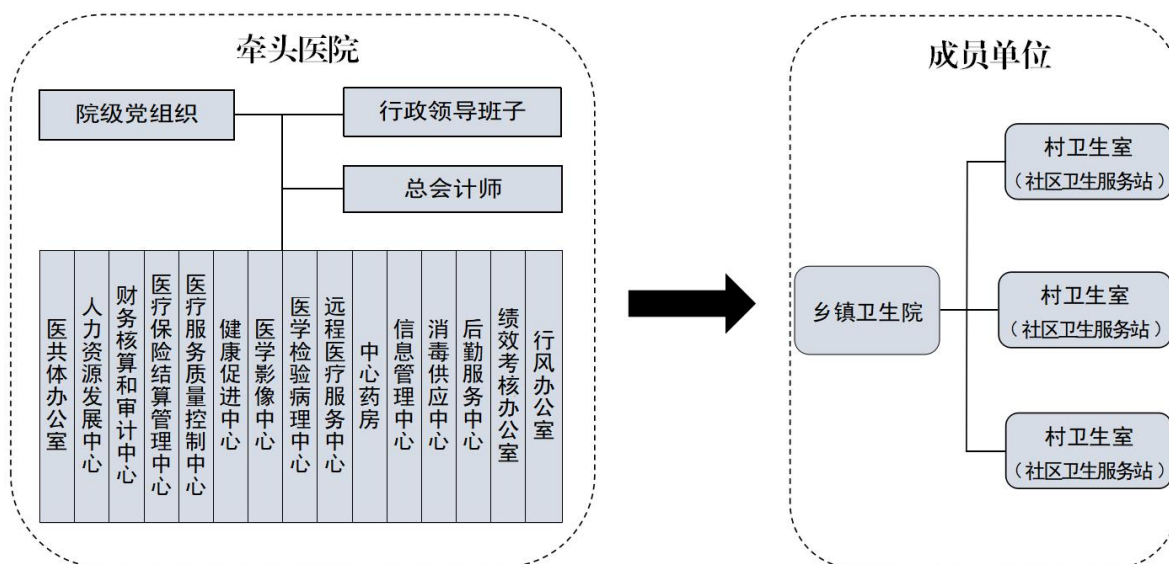 牵头医院
院级党组织
行政领导班子
总会计师
医共体办公室
人力资源发展中心
财务核算和审计中心
医疗保险结算管理中心
医疗服务质量控制中心
健康促进中心
医学影像中心
医学检验病理中心
远程医疗服务中心
中心药房
信息管理中心
消毒供应中心
后勤服务中心
绩效考核办公室
行风办公室
成员单位
乡镇卫生院
村卫生室
（社区卫生服务站）
村卫生室
（社区卫生服务站）
村卫生室
（社区卫生服务站）